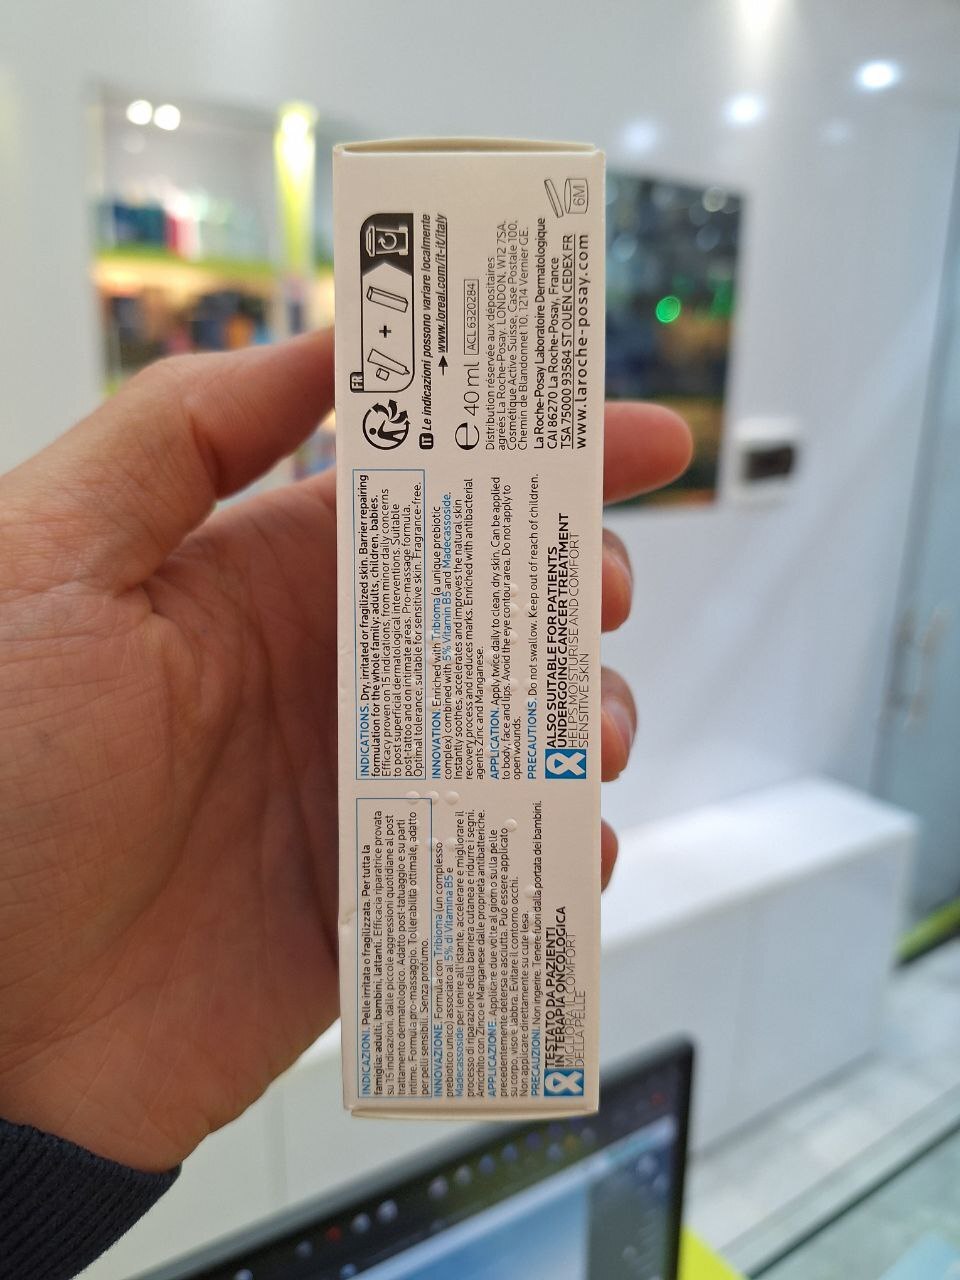 INDICAZIONI. Pelle irritata o fragilizzata. Per tutta la
famiglia: adulti, bambini, lattanti. Efficacia riparatrice provata
su 15 indicazioni, dalle piccole aggressioni quotidiane al post
trattamento dermatologico. Adatto post-tatuaggio e su parti
intime. Formula pro-massaggio. Tollerabilità ottimale, adatto
per pelli sensibili. Senza profumo.
INNOVAZIONE. Formula con Tribioma (un complesso
prebiotico unico) associato al 5% di Vitamina B5 e
Madecassoside per lenire all'istante, accelerare e migliorare il
processo di riparazione della barriera cutanea e ridurre i segni.
Arricchito con Zinco e Manganese dalle proprietà antibatteriche.
APPLICAZIONE. Applicare due volte al giorno sulla pelle
precedentemente detersa e asciutta. Può essere applicato
su corpo, viso e labbra. Evitare il contorno occhi.
Non applicare direttamente su cute lesa.
PRECAUZIONI. Non ingerire. Tenere fuori dalla portata dei bambini.
TESTATO DA PAZIENTI
IN TERAPIA ONCOLOGICA
MIGLIORA IL COMFORT
DELLA PELLE
INDICATIONS. Dry, irritated or fragilized skin. Barrier repairing
formulation for the whole family: adults, children, babies.
Efficacy proven on 15 indications, from minor daily concerns
to post superficial dermatological interventions. Suitable
post-tattoo and on intimate areas. Pro-massage formula.
Optimal tolerance, suitable for sensitive skin. Fragrance-free.
INNOVATION. Enriched with Tribioma (a unique prebiotic
complex) combined with 5% Vitamin B5 and Madecassoside.
Instantly soothes, accelerates and improves the natural skin
recovery process and reduces marks. Enriched with antibacterial
agents Zinc and Manganese.
APPLICATION. Apply twice daily to clean, dry skin. Can be applied
to body, face and lips. Avoid the eye contour area. Do not apply to
open wounds.
PRECAUTIONS. Do not swallow. Keep out of reach of children.
ALSO SUITABLE FOR PATIENTS
UNDERGOING CANCER TREATMENT
HELPS MOISTURISE AND COMFORT
SENSITIVE SKIN
FR
+
IT Le indicazioni possono variare localmente
www.loreal.com/it-it/italy
e 40 ml ACL 6320284
Distribution réservée aux dépositaires
agréés La Roche-Posay. LONDON, W12 7SA.
Cosmétique Active Suisse, Case Postale 100,
Chemin de Blandonnet 10, 1214 Vernier GE.
La Roche-Posay Laboratoire Dermatologique
CAI 86270 La Roche-Posay, France
TSA 75000 93584 ST OUEN CEDEX FR
www.laroche-posay.com
6M